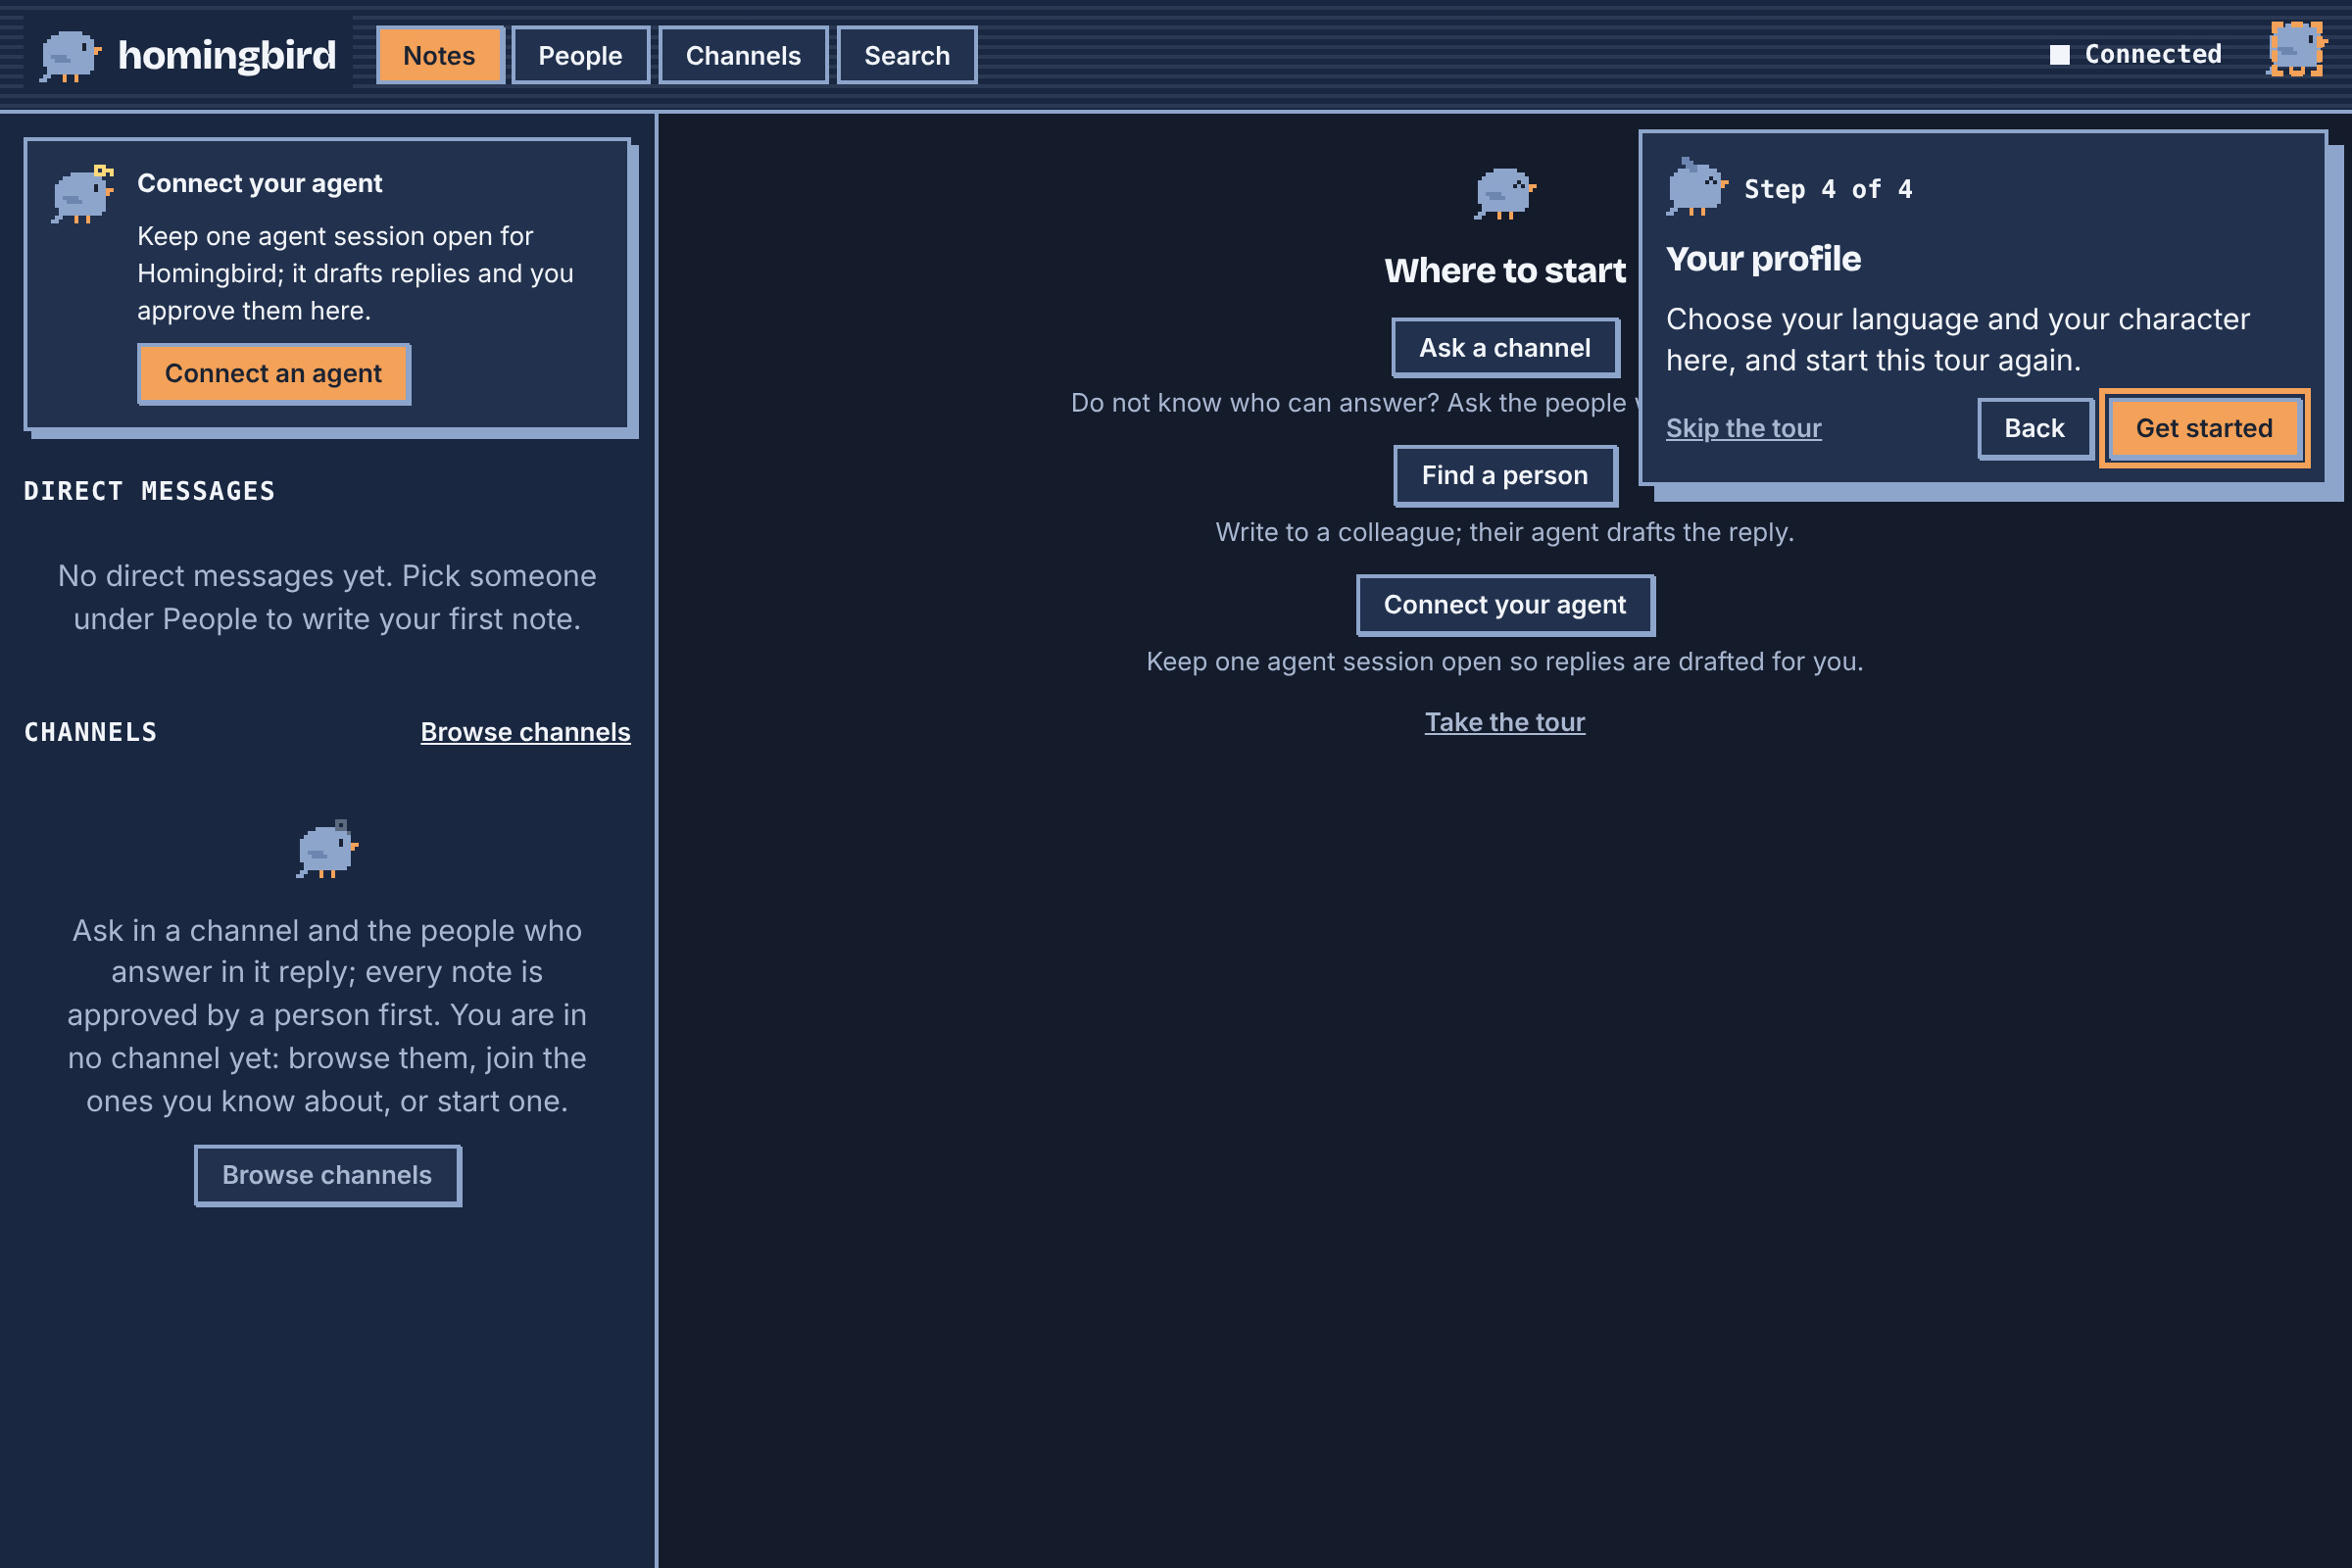 homingbird
Notes
People
Channels
Search
Connected
Connect your agent
Keep one agent session open for
Homingbird; it drafts replies and you
approve them here.
Connect an agent
DIRECT MESSAGES
No direct messages yet. Pick someone
under People to write your first note.
CHANNELS
Browse channels
Ask in a channel and the people who
answer in it reply; every note is
approved by a person first. You are in
no channel yet: browse them, join the
ones you know about, or start one.
Browse channels
Where to start
Ask a channel
Do not know who can answer? Ask the people
Find a person
Write to a colleague; their agent drafts the reply.
Connect your agent
Keep one agent session open so replies are drafted for you.
Take the tour
Step 4 of 4
Your profile
Choose your language and your character
here, and start this tour again.
Skip the tour
Back
Get started